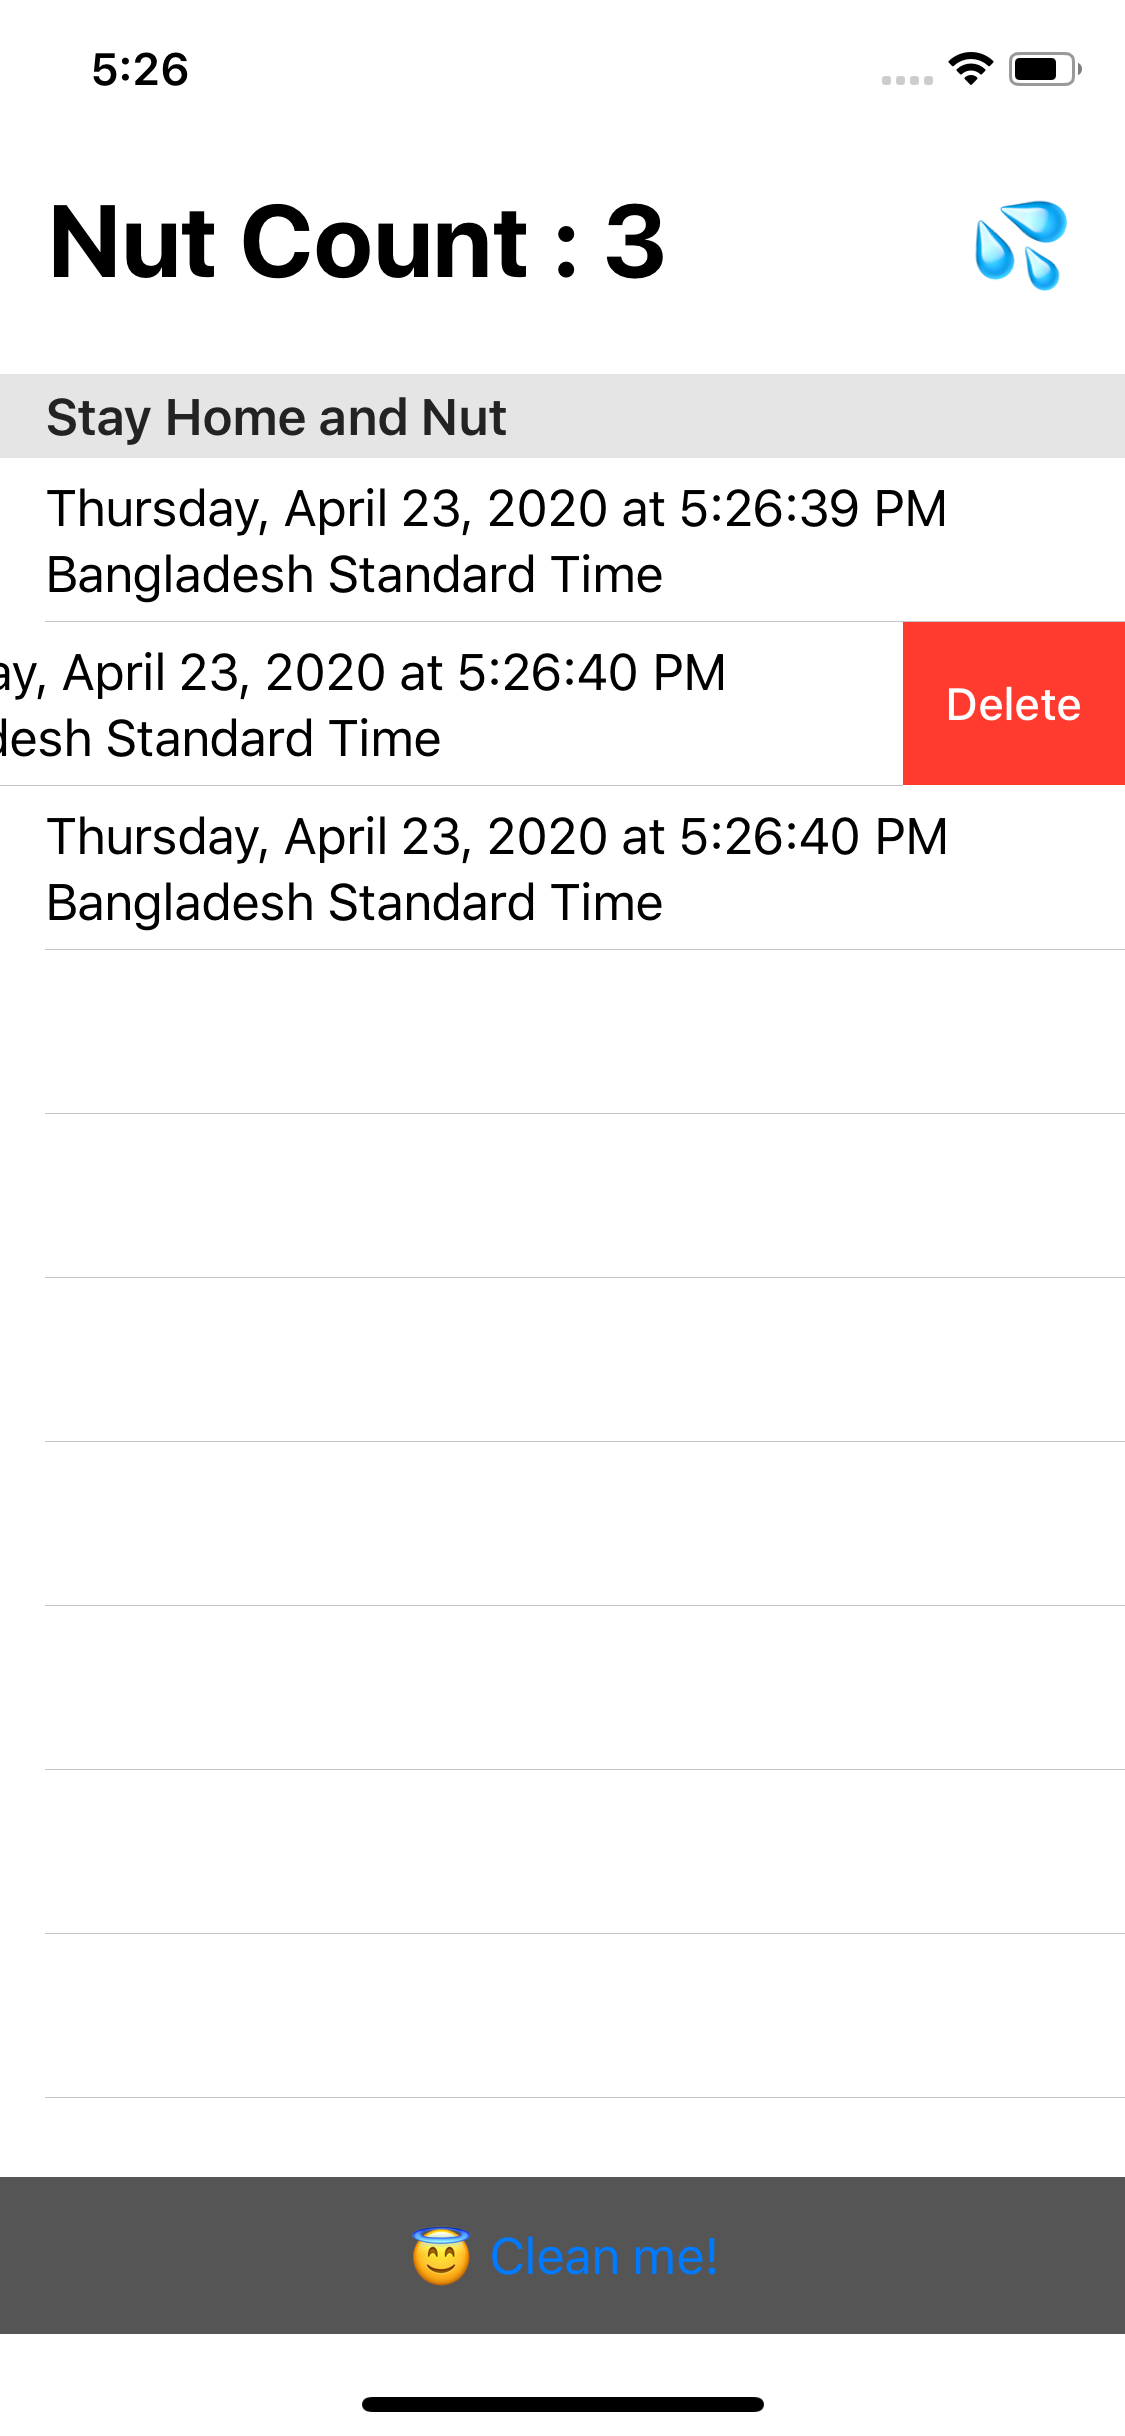 5:26
Nut Count : 3
Stay Home and Nut
Thursday, April 23, 2020 at 5:26:39 PM
Bangladesh Standard Time
ay, April 23, 2020 at 5:26:40 PM
desh Standard Time
Delete
Thursday, April 23, 2020 at 5:26:40 PM
Bangladesh Standard Time
Clean me!